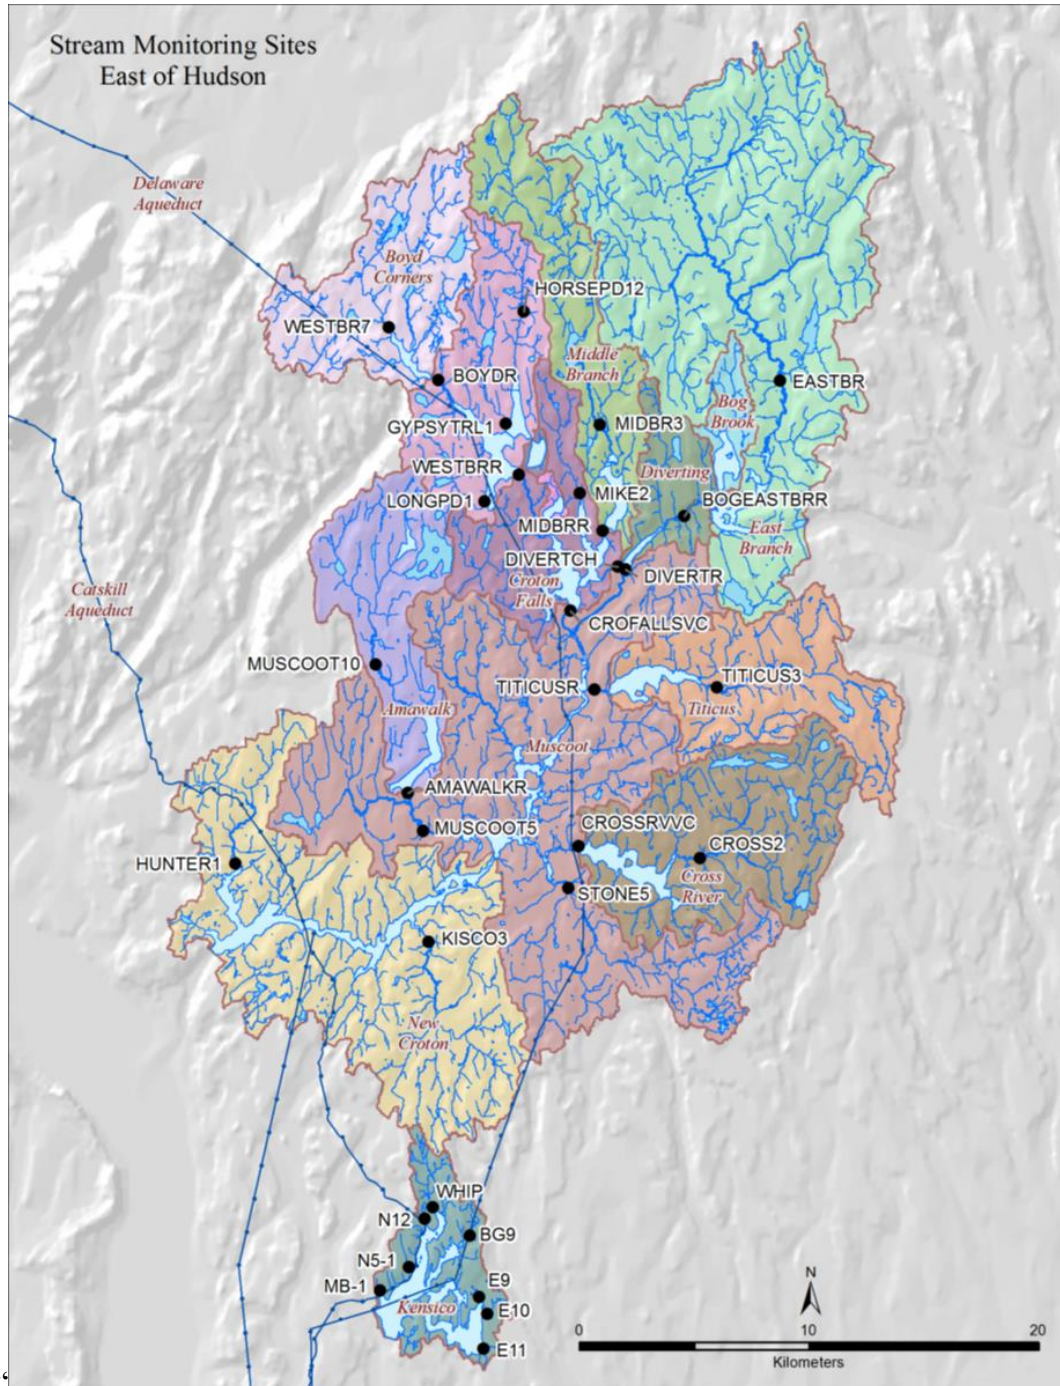 Stream Monitoring Sites
East of Hudson
Delaware
Aqueduct
Boyd
Corners
HORSEPD12
WESTBR7
Middle
Branch
BOYDR
EASTBR
Bog
Brook
GYPSYTRL1
MIDBR3
WESTBRR
Diverting
LONGPD1
MIKE2
BOGEASTBRR
MIDBRR
East
Branch
DIVERTCH
DIVERTR
Croton
Falls
Catskill
Aqueduct
CROFALLSVC
MUSCOOT10
TITICUSR
TITICUS3
Titicus
Amawalk
Muscoot
AMAWALKR
MUSCOOT5
CROSSRVVC
CROSS2
HUNTER1
Cross
River
STONE5
KISCO3
New
Croton
WHIP
N12
BG9
N5-1
MB-1
E9
Kensico
E10
E11
N
0 10 20
Kilometers
“